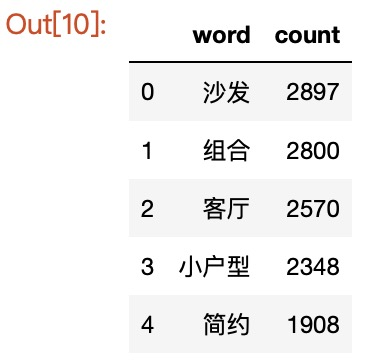 Out[10]:
word count
0 沙发 2897
1 组合 2800
2 客厅 2570
3 小户型 2348
4 简约 1908